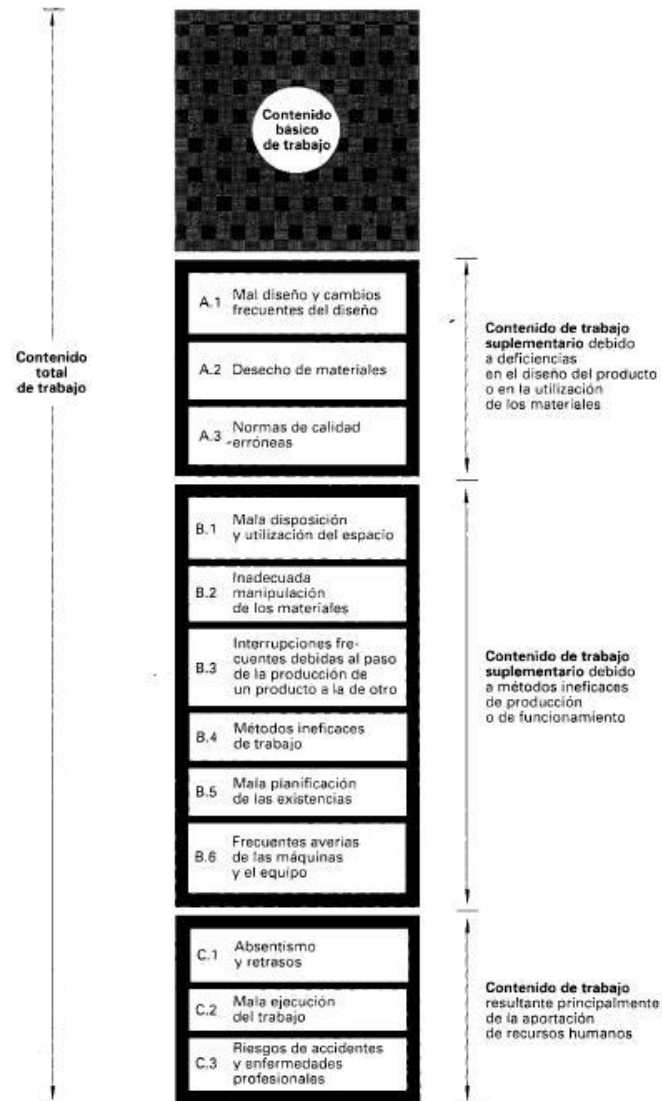 Contenido
básico
de trabajo
A.1 Mal diseño y cambios
frecuentes del diseño
A.2 Desecho de materiales
A.3 Normas de calidad
erróneas
Contenido de trabajo
suplementario debido
a deficiencias
en el diseño del producto
o en la utilización
de los materiales
Contenido
total
de trabajo
B.1 Mala disposición
y utilización del espacio
B.2 Inadecuada
manipulación
de los materiales
B.3 Interrupciones fre-
cuentes debidas al paso
de la producción de
un producto a la de otro
B.4 Métodos ineficaces
de trabajo
B.5 Mala planificación
de las existencias
B.6 Frecuentes averías
de las máquinas
y el equipo
Contenido de trabajo
suplementario debido
a métodos ineficaces
de producción
o de funcionamiento
C.1 Absentismo
y retrasos
C.2 Mala ejecución
del trabajo
C.3 Riesgos de accidentes
y enfermedades
profesionales
Contenido de trabajo
resultante principalmente
de la aportación
de recursos humanos